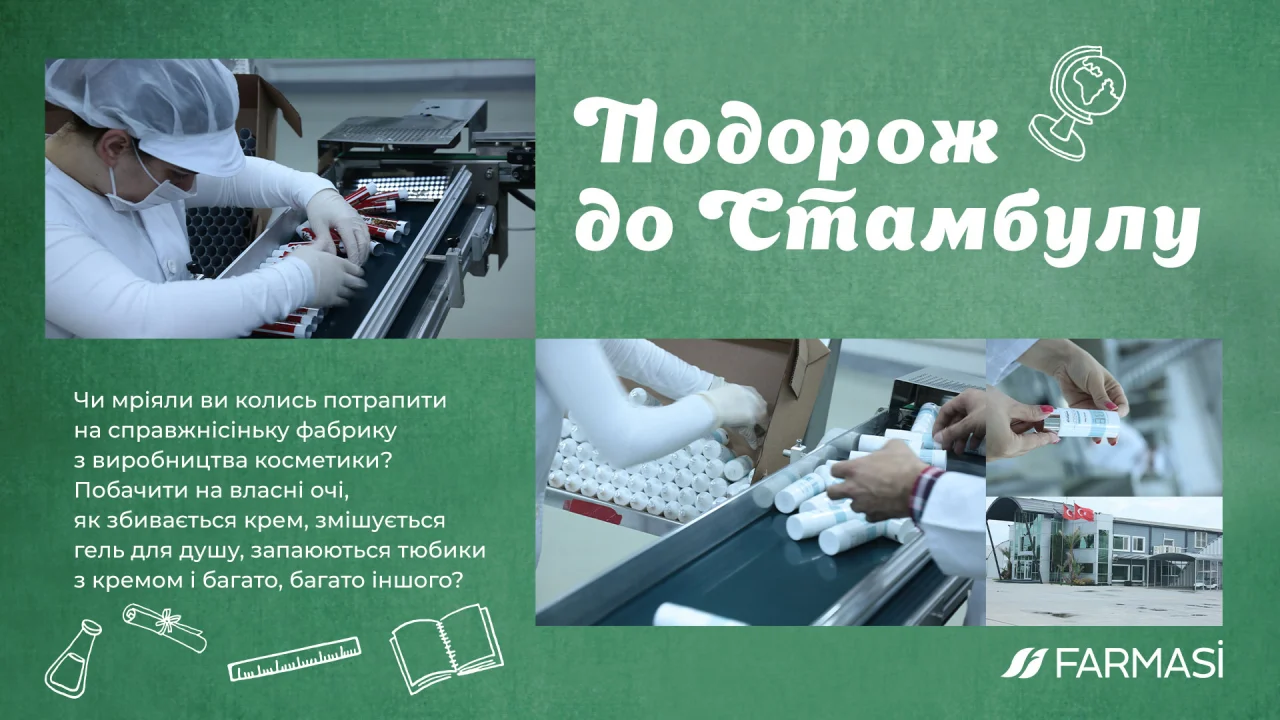 Подорож
до Стамбулу
Чи мріяли ви колись потрапити
на справжнісіньку фабрику
з виробництва косметики?
Побачити на власні очі,
як збивається крем, змішується
гель для душу, запаюються тюбики
з кремом і багато, багато іншого?
FARMASİ